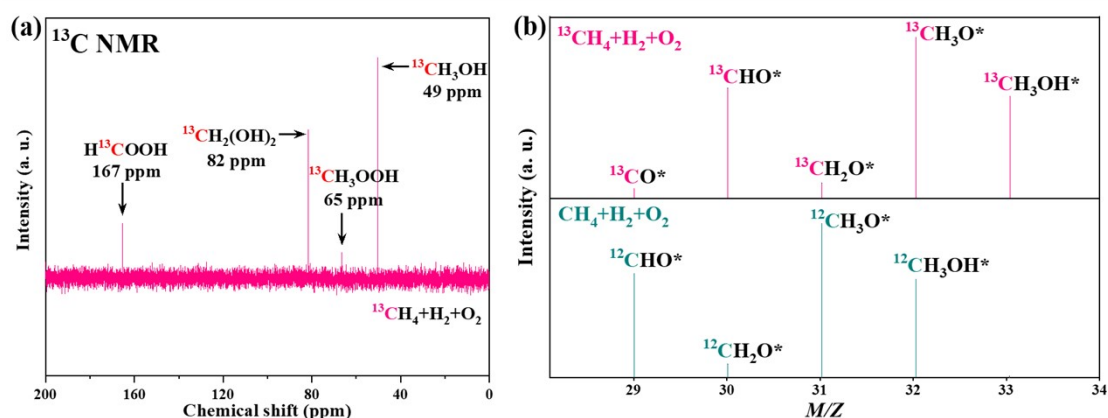 (a)
¹³C NMR
¹³CH₃OH
49 ppm
¹³CH₂(OH)₂
82 ppm
H¹³COOH
167 ppm
¹³CH₃OOH
65 ppm
¹³CH₄+H₂+O₂
Intensity (a. u.)
200 160 120 80 40 0
Chemical shift (ppm)
(b)
¹³CH₄+H₂+O₂
¹³CH₃O*
¹³CHO*
¹³CH₃OH*
¹³CO*
¹³CH₂O*
CH₄+H₂+O₂
¹²CH₃O*
¹²CHO*
¹²CH₃OH*
¹²CH₂O*
Intensity (a. u.)
29 30 31 32 33 34
M/Z